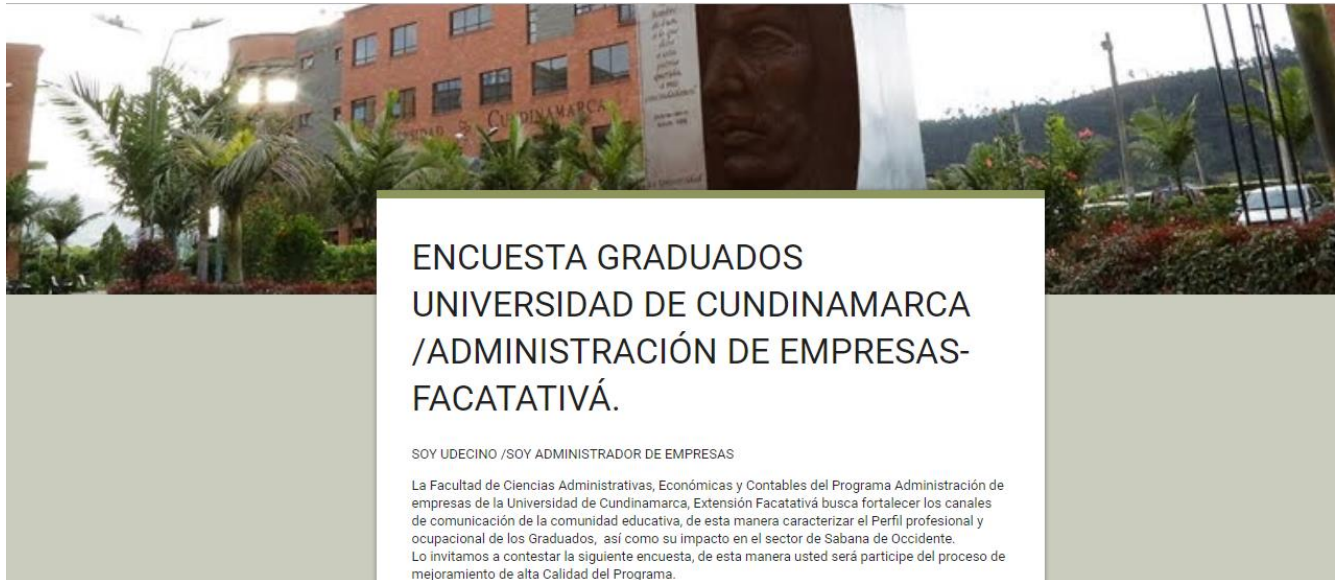 CUNDINAMARCA
ENCUESTA GRADUADOS
UNIVERSIDAD DE CUNDINAMARCA
/ADMINISTRACIÓN DE EMPRESAS-
FACATATIVÁ.
SOY UDECINO /SOY ADMINISTRADOR DE EMPRESAS
La Facultad de Ciencias Administrativas, Económicas y Contables del Programa Administración de
empresas de la Universidad de Cundinamarca, Extensión Facatativá busca fortalecer los canales
de comunicación de la comunidad educativa, de esta manera caracterizar el Perfil profesional y
ocupacional de los Graduados,  así como su impacto en el sector de Sabana de Occidente.
Lo invitamos a contestar la siguiente encuesta, de esta manera usted será participe del proceso de
mejoramiento de alta Calidad del Programa.